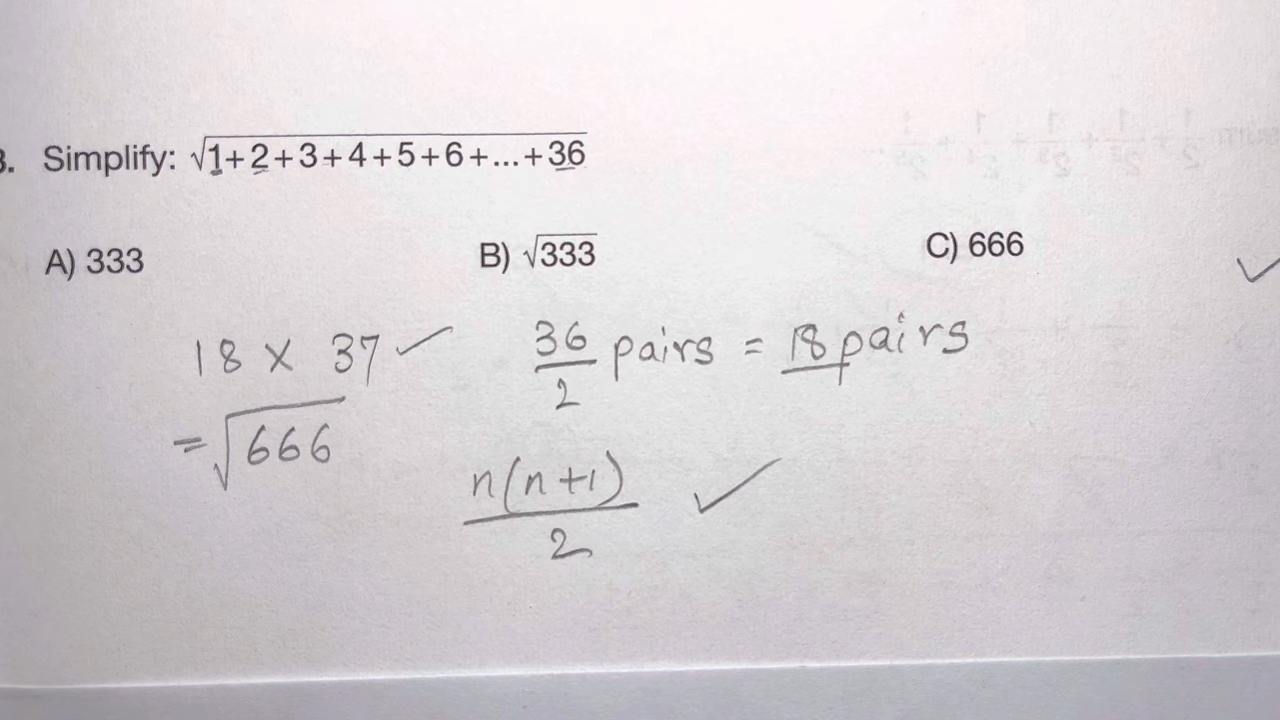 3. Simplify: √1+2+3+4+5+6+...+36
A) 333 B) √333 C) 666
18 x 37 ✓ 36/2 pairs = 18 pairs
= √666
n(n+1)/2 ✓